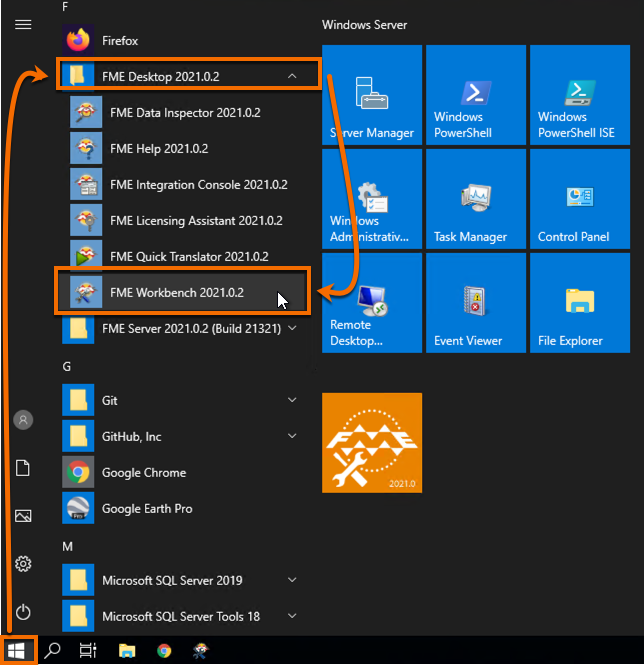 F
Firefox
FME Desktop 2021.0.2
FME Data Inspector 2021.0.2
FME Help 2021.0.2
FME Integration Console 2021.0.2
FME Licensing Assistant 2021.0.2
FME Quick Translator 2021.0.2
FME Workbench 2021.0.2
FME Server 2021.0.2 (Build 21321)
G
Git
GitHub, Inc
Google Chrome
Google Earth Pro
M
Microsoft SQL Server 2019
Microsoft SQL Server Tools 18
Windows Server
Server Manager
Windows
PowerShell
Windows
PowerShell ISE
Windows
Administrativ...
Task Manager
Control Panel
Remote
Desktop...
Event Viewer
File Explorer
FME
2021.0